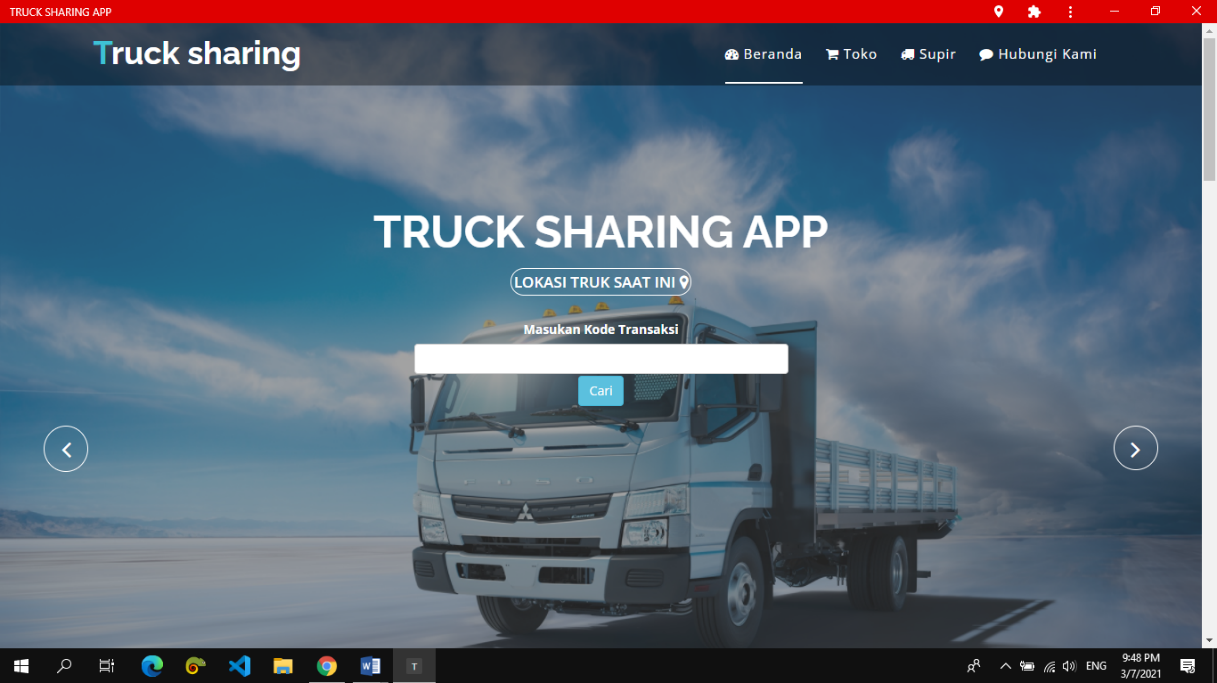 TRUCK SHARING APP
Truck sharing
Beranda Toko Supir Hubungi Kami
TRUCK SHARING APP
LOKASI TRUK SAAT INI
Masukan Kode Transaksi
Cari
T
ENG
9:48 PM
3/7/2021